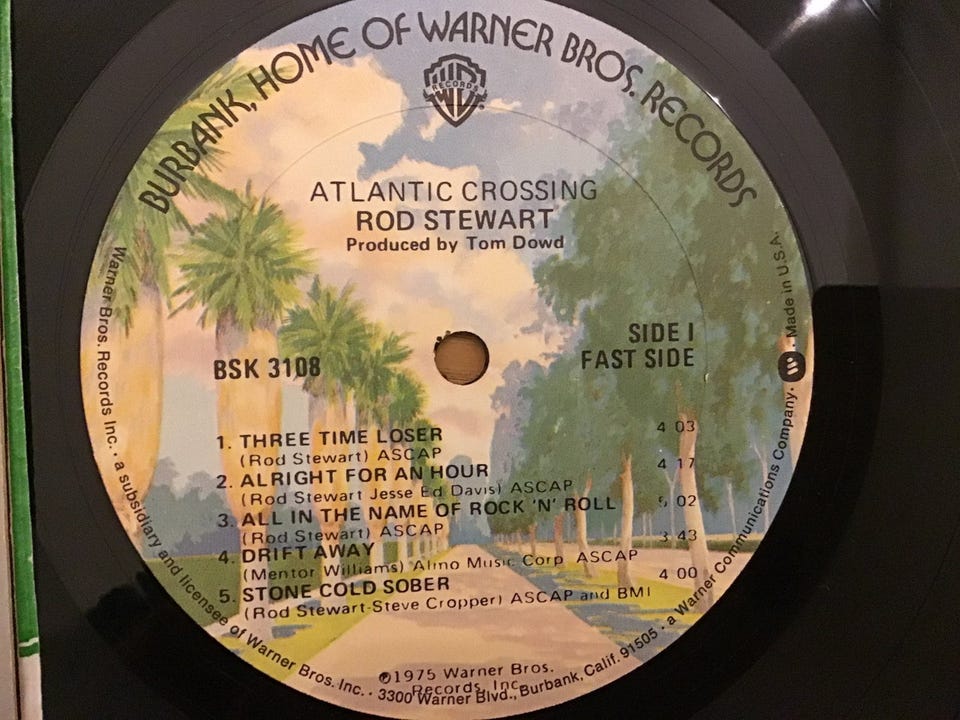 BURBANK, HOME OF WARNER BROS. RECORDS
WB RECORDS
ATLANTIC CROSSING
ROD STEWART
Produced by Tom Dowd
BSK 3108
SIDE I
FAST SIDE
1. THREE TIME LOSER 4 03
(Rod Stewart) ASCAP
2. ALRIGHT FOR AN HOUR 4 17
(Rod Stewart Jesse Ed Davis) ASCAP
3. ALL IN THE NAME OF ROCK 'N' ROLL 5 02
(Rod Stewart) ASCAP
4. DRIFT AWAY 3 43
(Mentor Williams) Almo Music Corp ASCAP
5. STONE COLD SOBER 4 00
(Rod Stewart-Steve Cropper) ASCAP and BMI
℗1975 Warner Bros.
Records, Inc.
Warner Bros. Records Inc. • a subsidiary and licensee of Warner Bros. Inc. • 3300 Warner Blvd., Burbank, Calif. 91505 • a Warner Communications Company. • Made in U.S.A.